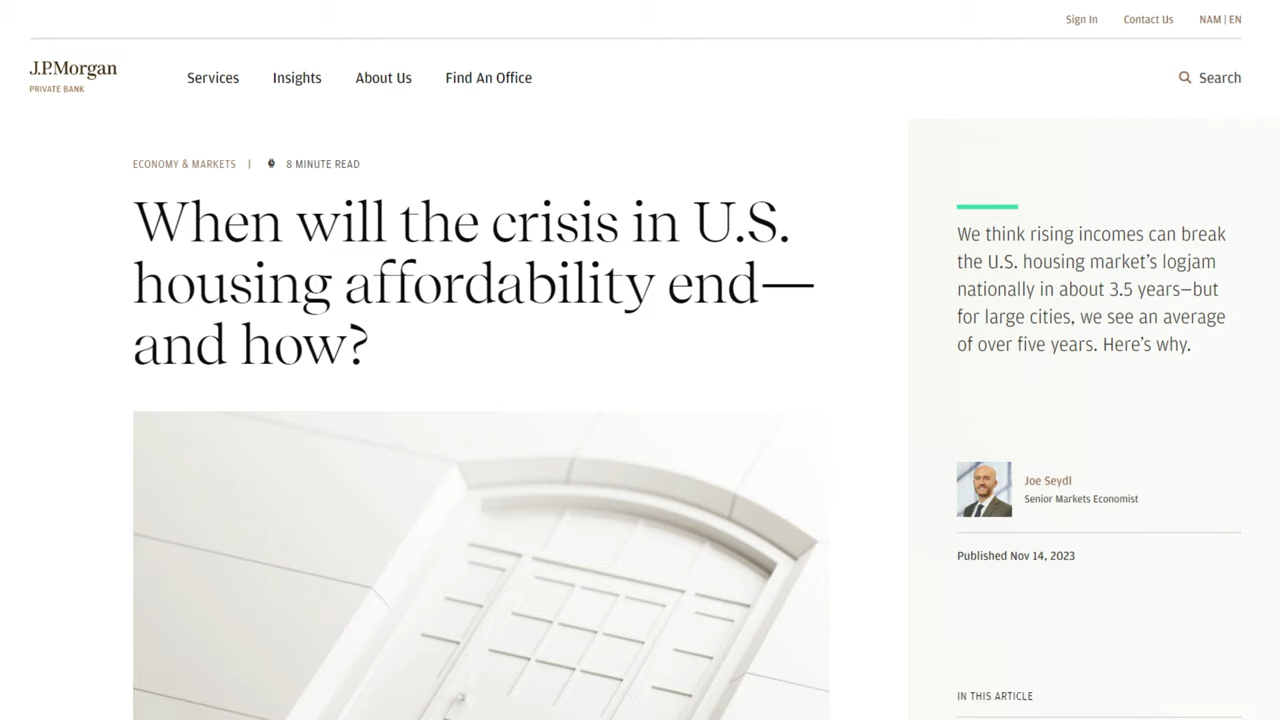 Sign In
Contact Us
NAM | EN
J.P.Morgan
PRIVATE BANK
Services
Insights
About Us
Find An Office
Search
ECONOMY & MARKETS | 8 MINUTE READ
When will the crisis in U.S.
housing affordability end—
and how?
We think rising incomes can break
the U.S. housing market's logjam
nationally in about 3.5 years—but
for large cities, we see an average
of over five years. Here's why.
Joe Seydl
Senior Markets Economist
Published Nov 14, 2023
IN THIS ARTICLE